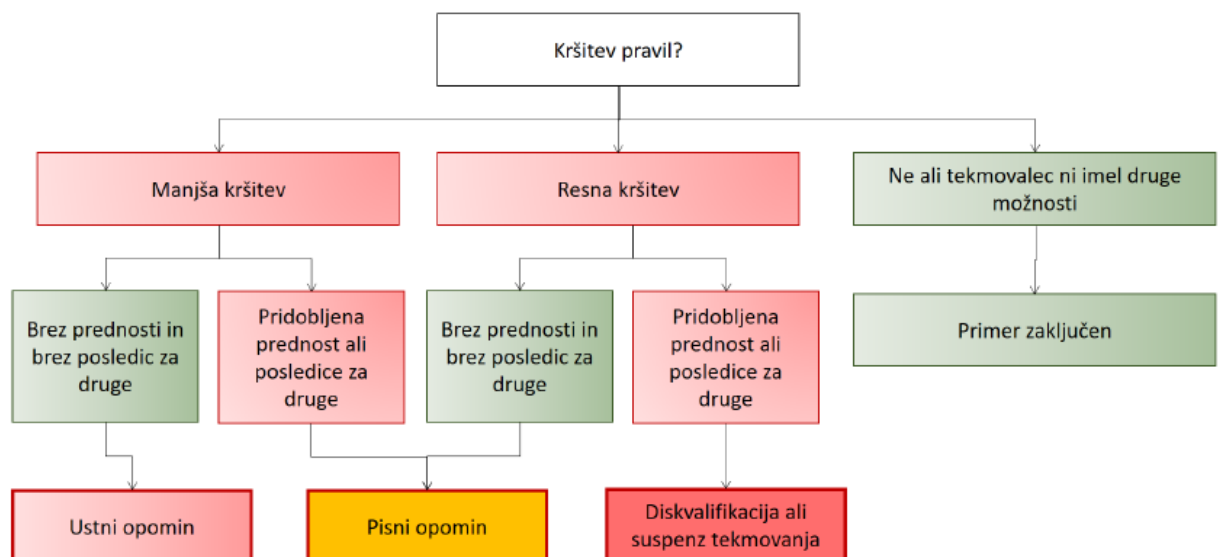 Kršitev pravil?
Manjša kršitev
Resna kršitev
Ne ali tekmovalec ni imel druge
možnosti
Brez prednosti in
brez posledic za
druge
Pridobljena
prednost ali
posledice za
druge
Brez prednosti in
brez posledic za
druge
Pridobljena
prednost ali
posledice za
druge
Primer zaključen
Ustni opomin
Pisni opomin
Diskvalifikacija ali
suspenz tekmovanja